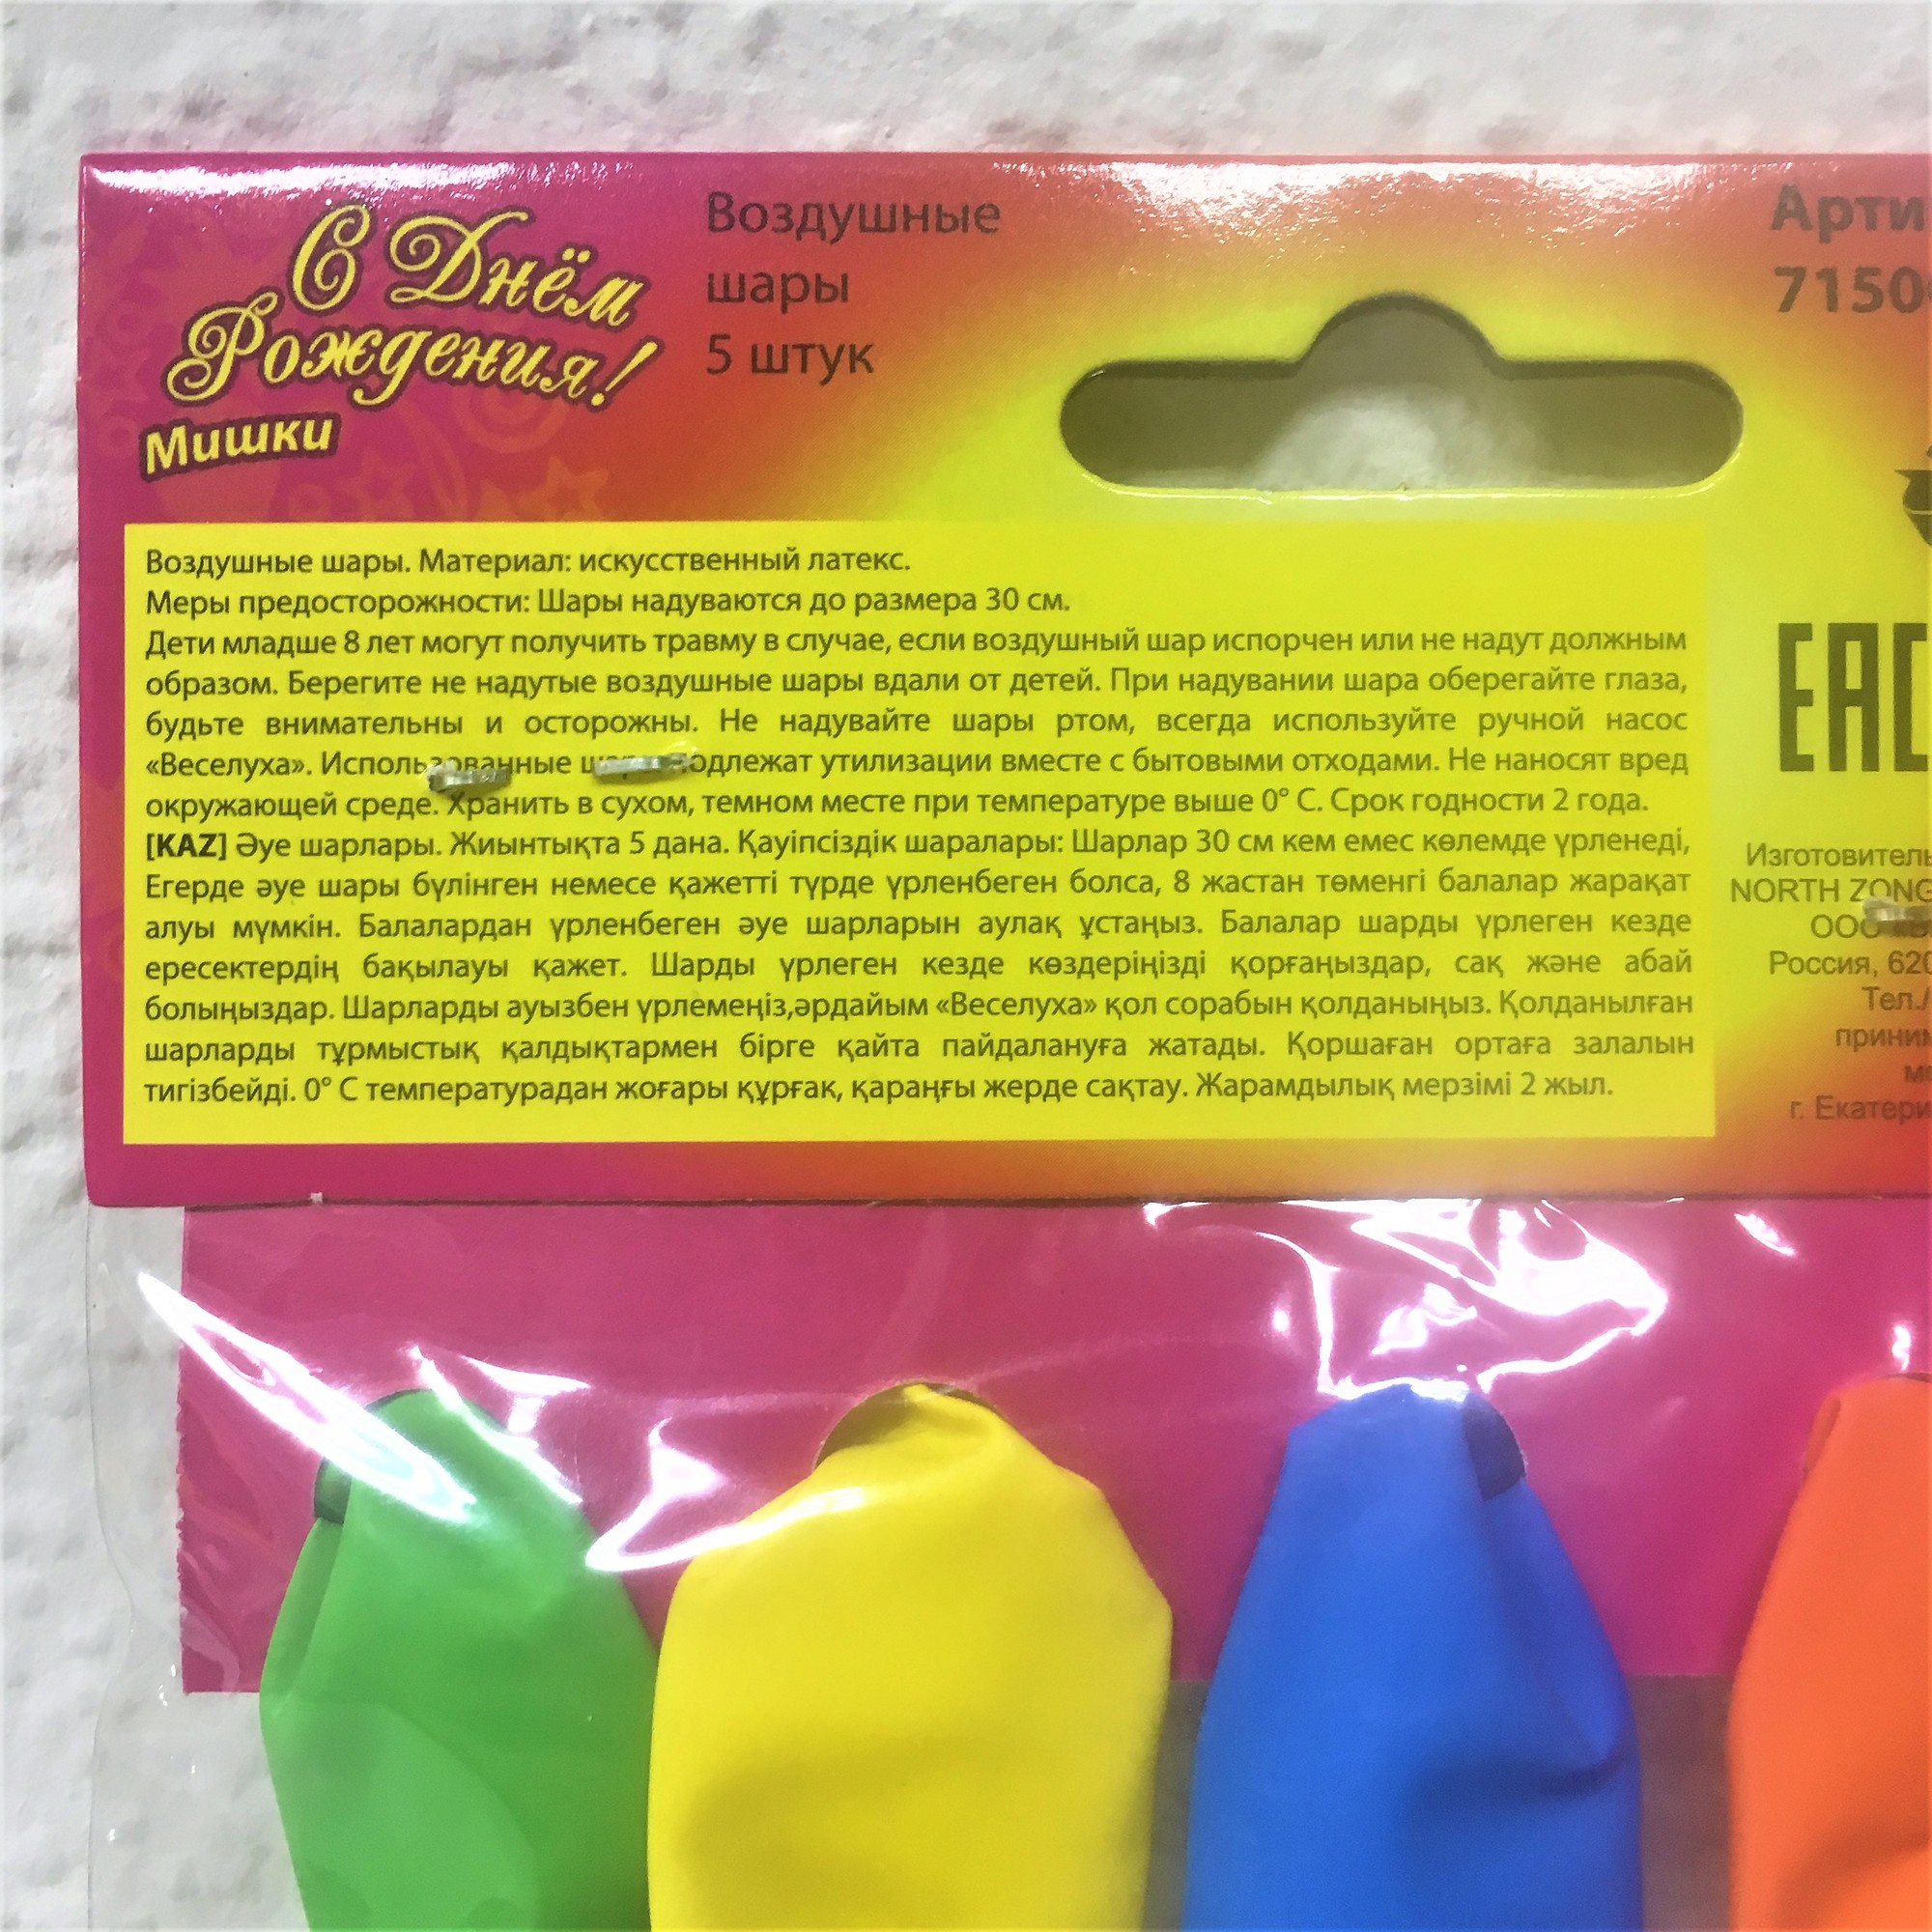 С Днём
Рождения!
Мишки
Воздушные
шары
5 штук
Воздушные шары. Материал: искусственный латекс.
Меры предосторожности: Шары надуваются до размера 30 см.
Дети младше 8 лет могут получить травму в случае, если воздушный шар испорчен или не надут должным
образом. Берегите не надутые воздушные шары вдали от детей. При надувании шара оберегайте глаза,
будьте внимательны и осторожны. Не надувайте шары ртом, всегда используйте ручной насос
«Веселуха». Использованные шары подлежат утилизации вместе с бытовыми отходами. Не наносят вред
окружающей среде. Хранить в сухом, темном месте при температуре выше 0° С. Срок годности 2 года.
[KAZ] Әуе шарлары. Жиынтықта 5 дана. Қауіпсіздік шаралары: Шарлар 30 см кем емес көлемде үрленеді,
Егерде әуе шары бүлінген немесе қажетті түрде үрленбеген болса, 8 жастан төменгі балалар жарақат
алуы мүмкін. Балалардан үрленбеген әуе шарларын аулақ ұстаңыз. Балалар шарды үрлеген кезде
ересектердің бақылауы қажет. Шарды үрлеген кезде көздеріңізді қорғаңыздар, сақ және абай
болыңыздар. Шарларды ауызбен үрлемеңіз,әрдайым «Веселуха» қол сорабын қолданыңыз. Қолданылған
шарларды тұрмыстық қалдықтармен бірге қайта пайдалануға жатады. Қоршаған ортаға залалын
тигізбейді. 0° С температурадан жоғары құрғак, қараңғы жерде сақтау. Жарамдылық мерзімі 2 жыл.
Арти
7150
EAC
Изготовитель
NORTH ZONG
ООО
Россия, 620
Тел./
приним
г. Екатери